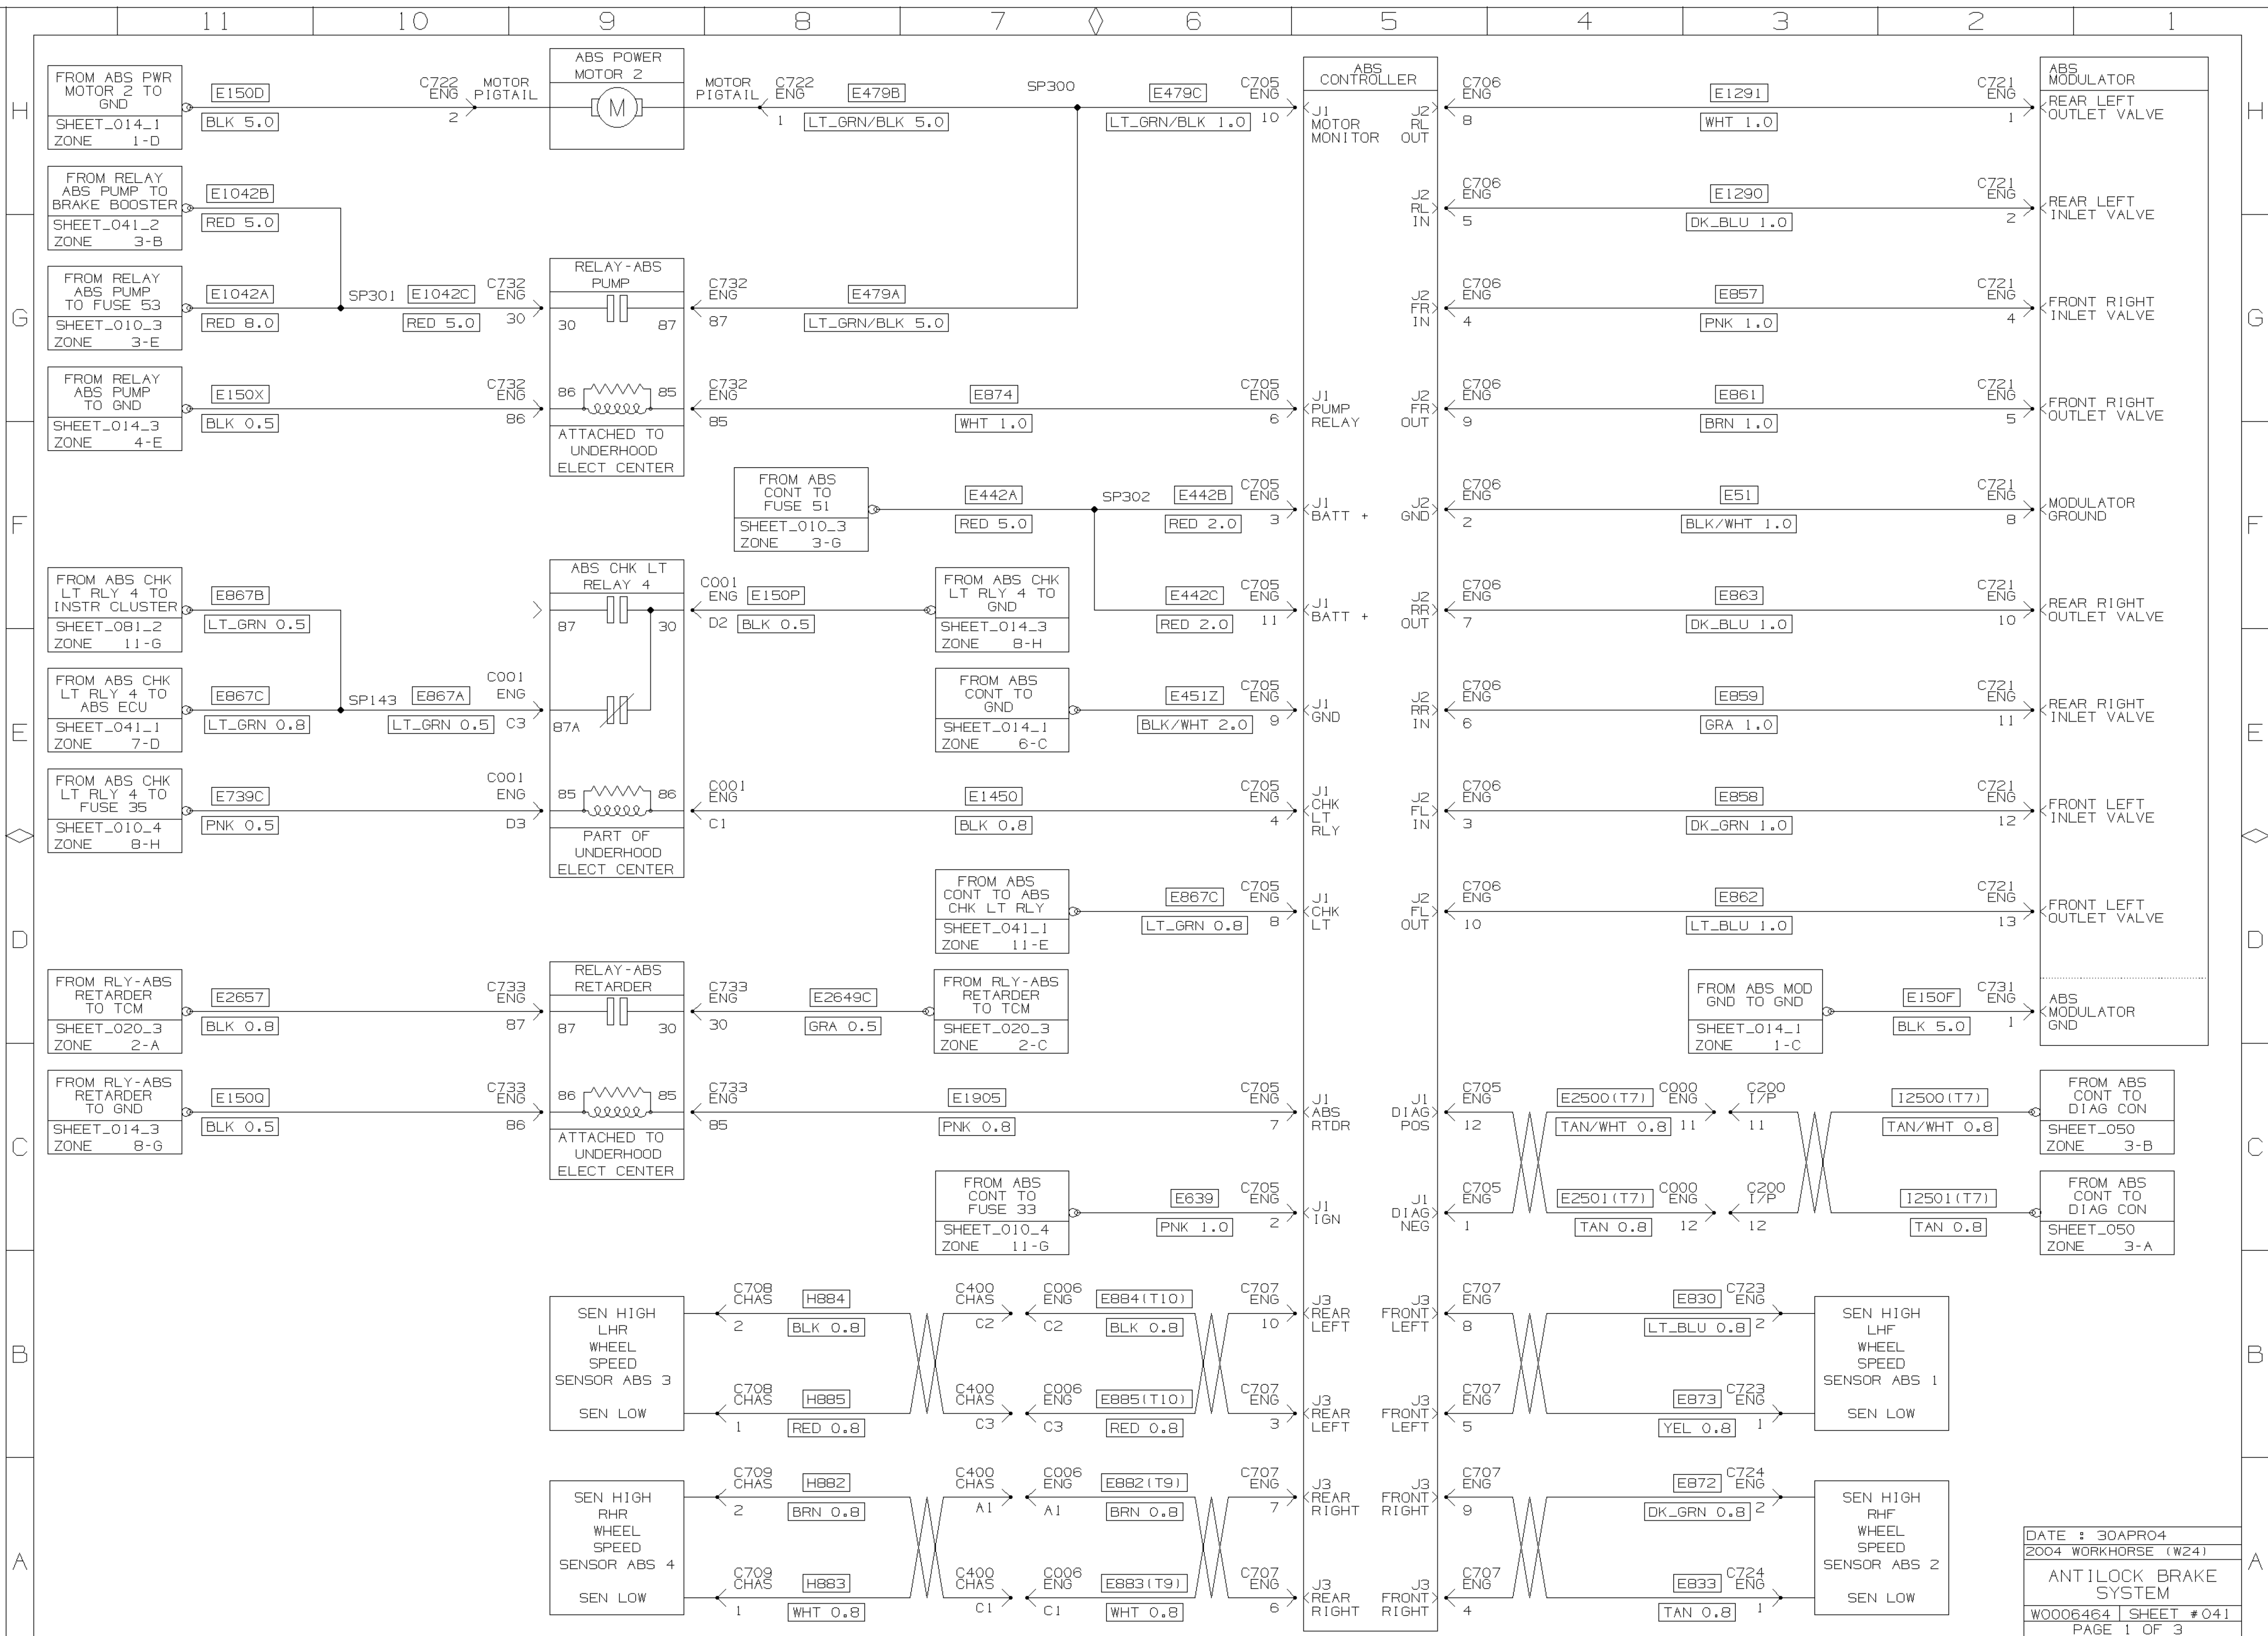 11 10 9 8 7 6 5 4 3 2 1
H
G
F
E
D
C
B
A
H
G
F
E
D
C
B
A
FROM ABS PWR
MOTOR 2 TO
GND
SHEET_014_1
ZONE 1-D
E150D
BLK 5.0
C722
ENG
2
MOTOR
PIGTAIL
ABS POWER
MOTOR 2
M
MOTOR
PIGTAIL
C722
ENG
1
E479B
LT_GRN/BLK 5.0
SP300
E479C
LT_GRN/BLK 1.0
C705
ENG
10
FROM RELAY
ABS PUMP TO
BRAKE BOOSTER
SHEET_041_2
ZONE 3-B
E1042B
RED 5.0
FROM RELAY
ABS PUMP
TO FUSE 53
SHEET_010_3
ZONE 3-E
E1042A
RED 8.0
SP301
E1042C
RED 5.0
C732
ENG
30
RELAY-ABS
PUMP
30 87
C732
ENG
87
E479A
LT_GRN/BLK 5.0
FROM RELAY
ABS PUMP
TO GND
SHEET_014_3
ZONE 4-E
E150X
BLK 0.5
C732
ENG
86
86 85
ATTACHED TO
UNDERHOOD
ELECT CENTER
C732
ENG
85
E874
WHT 1.0
C705
ENG
6
FROM ABS
CONT TO
FUSE 51
SHEET_010_3
ZONE 3-G
E442A
RED 5.0
SP302
E442B
RED 2.0
C705
ENG
3
FROM ABS CHK
LT RLY 4 TO
INSTR CLUSTER
SHEET_081_2
ZONE 11-G
E867B
LT_GRN 0.5
ABS CHK LT
RELAY 4
87 30
C001
ENG
D2
E150P
BLK 0.5
FROM ABS CHK
LT RLY 4 TO
GND
SHEET_014_3
ZONE 8-H
E442C
RED 2.0
C705
ENG
11
FROM ABS CHK
LT RLY 4 TO
ABS ECU
SHEET_041_1
ZONE 7-D
E867C
LT_GRN 0.8
SP143
E867A
LT_GRN 0.5
C001
ENG
C3
87A
FROM ABS
CONT TO
GND
SHEET_014_1
ZONE 6-C
E451Z
BLK/WHT 2.0
C705
ENG
9
FROM ABS CHK
LT RLY 4 TO
FUSE 35
SHEET_010_4
ZONE 8-H
E739C
PNK 0.5
C001
ENG
D3
85 86
PART OF
UNDERHOOD
ELECT CENTER
C001
ENG
C1
E1450
BLK 0.8
C705
ENG
4
FROM ABS
CONT TO ABS
CHK LT RLY
SHEET_041_1
ZONE 11-E
E867C
LT_GRN 0.8
C705
ENG
8
FROM RLY-ABS
RETARDER
TO TCM
SHEET_020_3
ZONE 2-A
E2657
BLK 0.8
C733
ENG
87
RELAY-ABS
RETARDER
87 30
C733
ENG
30
E2649C
GRA 0.5
FROM RLY-ABS
RETARDER
TO TCM
SHEET_020_3
ZONE 2-C
FROM RLY-ABS
RETARDER
TO GND
SHEET_014_3
ZONE 8-G
E150Q
BLK 0.5
C733
ENG
86
86 85
ATTACHED TO
UNDERHOOD
ELECT CENTER
C733
ENG
85
E1905
PNK 0.8
C705
ENG
7
FROM ABS
CONT TO
FUSE 33
SHEET_010_4
ZONE 11-G
E639
PNK 1.0
C705
ENG
2
SEN HIGH
LHR
WHEEL
SPEED
SENSOR ABS 3
SEN LOW
C708
CHAS
2
H884
BLK 0.8
C400
CHAS
C2
C006
ENG
C2
E884(T10)
BLK 0.8
C707
ENG
10
C708
CHAS
1
H885
RED 0.8
C400
CHAS
C3
C006
ENG
C3
E885(T10)
RED 0.8
C707
ENG
3
SEN HIGH
RHR
WHEEL
SPEED
SENSOR ABS 4
SEN LOW
C709
CHAS
2
H882
BRN 0.8
C400
CHAS
A1
C006
ENG
A1
E882(T9)
BRN 0.8
C707
ENG
7
C709
CHAS
1
H883
WHT 0.8
C400
CHAS
C1
C006
ENG
C1
E883(T9)
WHT 0.8
C707
ENG
6
ABS
CONTROLLER
J1
MOTOR
MONITOR
J2
RL
OUT
J2
RL
IN
J2
FR
IN
J1
PUMP
RELAY
J2
FR
OUT
J1
BATT +
J2
GND
J1
BATT +
J2
RR
OUT
J1
GND
J2
RR
IN
J1
CHK
LT
RLY
J2
FL
IN
J1
CHK
LT
J2
FL
OUT
J1
ABS
RTDR
J1
DIAG
POS
J1
IGN
J1
DIAG
NEG
J3
REAR
LEFT
J3
FRONT
LEFT
J3
REAR
LEFT
J3
FRONT
LEFT
J3
REAR
RIGHT
J3
FRONT
RIGHT
J3
REAR
RIGHT
J3
FRONT
RIGHT
C706
ENG
8
E1291
WHT 1.0
C721
ENG
1
ABS
MODULATOR
REAR LEFT
OUTLET VALVE
C706
ENG
5
E1290
DK_BLU 1.0
C721
ENG
2
REAR LEFT
INLET VALVE
C706
ENG
4
E857
PNK 1.0
C721
ENG
4
FRONT RIGHT
INLET VALVE
C706
ENG
9
E861
BRN 1.0
C721
ENG
5
FRONT RIGHT
OUTLET VALVE
C706
ENG
2
E51
BLK/WHT 1.0
C721
ENG
8
MODULATOR
GROUND
C706
ENG
7
E863
DK_BLU 1.0
C721
ENG
10
REAR RIGHT
OUTLET VALVE
C706
ENG
6
E859
GRA 1.0
C721
ENG
11
REAR RIGHT
INLET VALVE
C706
ENG
3
E858
DK_GRN 1.0
C721
ENG
12
FRONT LEFT
INLET VALVE
C706
ENG
10
E862
LT_BLU 1.0
C721
ENG
13
FRONT LEFT
OUTLET VALVE
FROM ABS MOD
GND TO GND
SHEET_014_1
ZONE 1-C
E150F
BLK 5.0
C731
ENG
1
ABS
MODULATOR
GND
C705
ENG
12
E2500(T7)
TAN/WHT 0.8
C000
ENG
11
C200
I/P
11
I2500(T7)
TAN/WHT 0.8
FROM ABS
CONT TO
DIAG CON
SHEET_050
ZONE 3-B
C705
ENG
1
E2501(T7)
TAN 0.8
C000
ENG
12
C200
I/P
12
I2501(T7)
TAN 0.8
FROM ABS
CONT TO
DIAG CON
SHEET_050
ZONE 3-A
C707
ENG
8
E830
LT_BLU 0.8
C723
ENG
2
C707
ENG
5
E873
YEL 0.8
C723
ENG
1
SEN HIGH
LHF
WHEEL
SPEED
SENSOR ABS 1
SEN LOW
C707
ENG
9
E872
DK_GRN 0.8
C724
ENG
2
C707
ENG
4
E833
TAN 0.8
C724
ENG
1
SEN HIGH
RHF
WHEEL
SPEED
SENSOR ABS 2
SEN LOW
DATE : 30APR04
2004 WORKHORSE (W24)
ANTILOCK BRAKE
SYSTEM
W0006464 SHEET #041
PAGE 1 OF 3